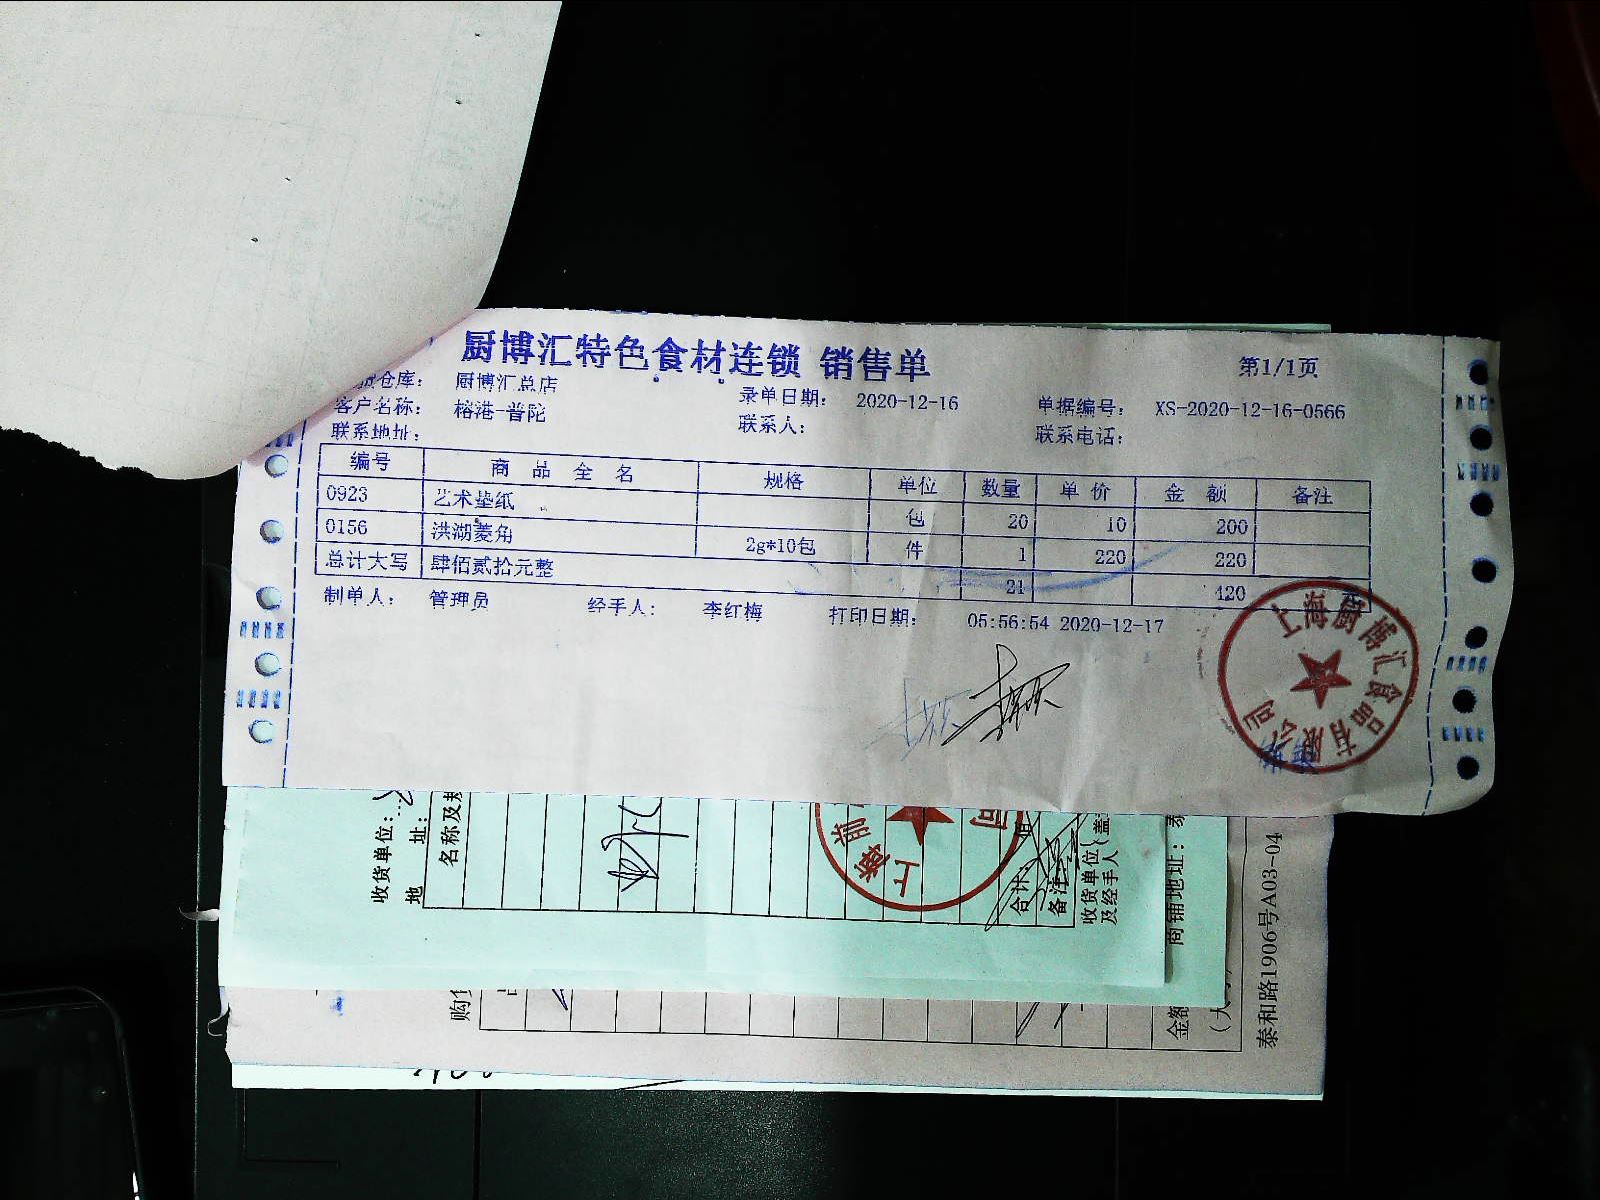 厨博汇特色食材连锁 销售单
第1/1页
仓库： 厨博汇总店 录单日期： 2020-12-16 单据编号： XS-2020-12-16-0566
客户名称： 榕港-普陀 联系人： 联系电话：
联系地址：
编号 商品全名 规格 单位 数量 单价 金额 备注
0923 艺术垫纸 包 20 10 200
0156 洪湖菱角 2g*10包 件 1 220 220
总计大写 肆佰贰拾元整 21 420
制单人： 管理员 经手人： 李红梅 打印日期： 05:56:54 2020-12-17
上海厨博汇食品有限公司
收货单位：
地 址：
名称及规
合计：
备注
收货单位（盖
及经手人
商铺地址：泰
购
金额
（大
泰和路1906号A03-04